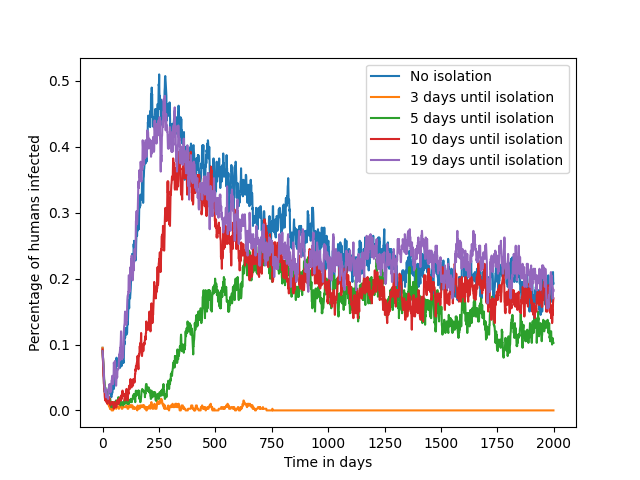 No isolation
3 days until isolation
5 days until isolation
10 days until isolation
19 days until isolation
Percentage of humans infected
0.5
0.4
0.3
0.2
0.1
0.0
0 250 500 750 1000 1250 1500 1750 2000
Time in days